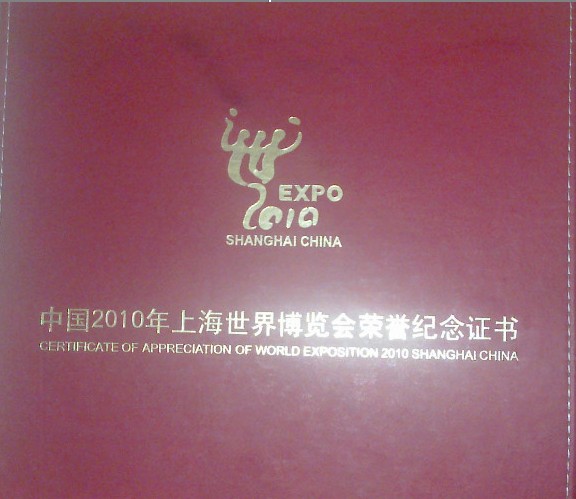 EXPO
2010
SHANGHAI CHINA
中国2010年上海世界博览会荣誉纪念证书
CERTIFICATE OF APPRECIATION OF WORLD EXPOSITION 2010 SHANGHAI CHINA